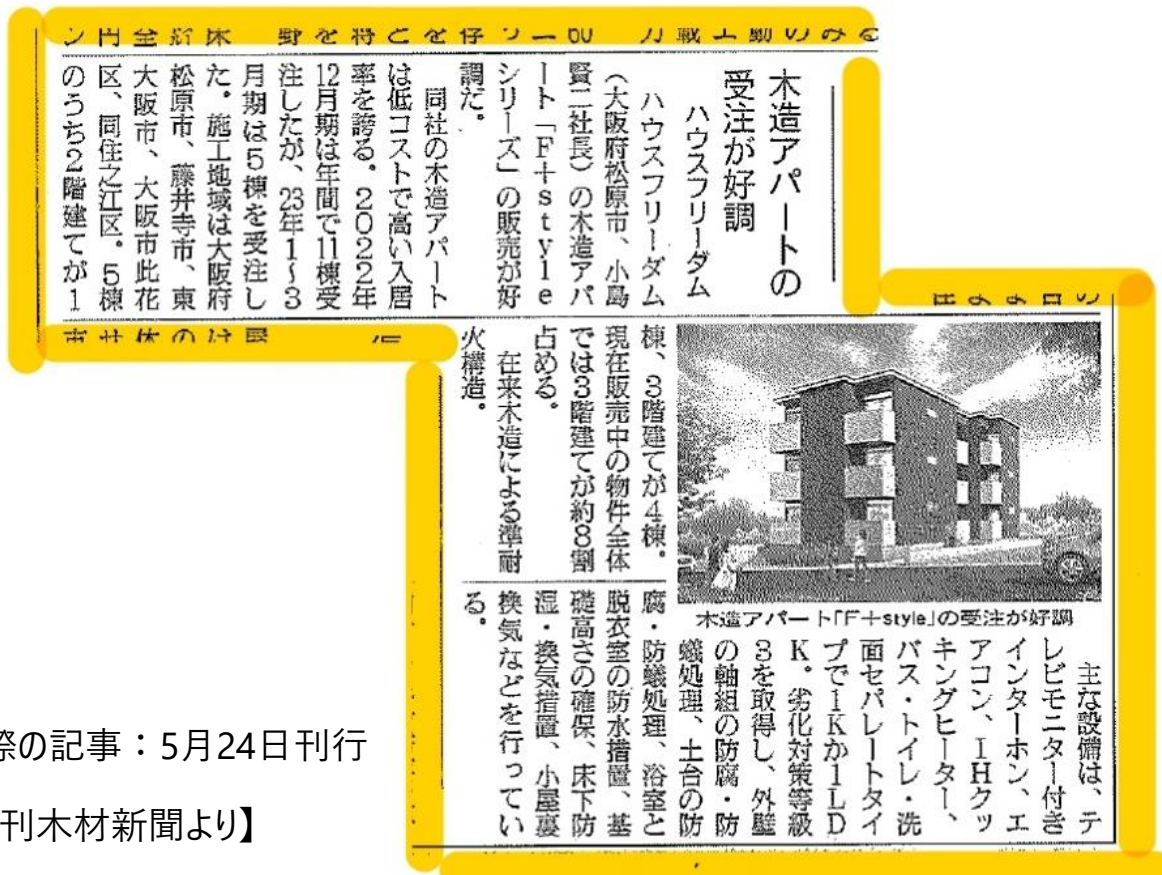 木造アパートの
受注が好調
ハウスフリーダム
ハウスフリーダム
（大阪府松原市、小島
賢二社長）の木造アパ
ート「F＋style
シリーズ」の販売が好
調だ。
同社の木造アパート
は低コストで高い入居
率を誇る。2022年
12月期は年間で11棟受
注したが、23年1～3
月期は5棟を受注し
た。施工地域は大阪府
松原市、藤井寺市、東
大阪市、大阪市此花
区、同住之江区。5棟
のうち2階建てが1
棟、3階建てが4棟。
現在販売中の物件全体
では3階建てが約8割
占める。
在来木造による準耐
火構造。
木造アパート「F＋style」の受注が好調
主な設備は、テ
レビモニター付き
インターホン、エ
アコン、IHクッ
キングヒーター、
バス・トイレ・洗
面セパレートタイ
プで1Kか1LD
K。劣化対策等級
3を取得し、外壁
の軸組の防腐・防
蟻処理、土台の防
腐・防蟻処理、浴室と
脱衣室の防水措置、基
礎高さの確保、床下防
湿・換気措置、小屋裏
換気などを行ってい
る。
際の記事：5月24日刊行
刊木材新聞より】